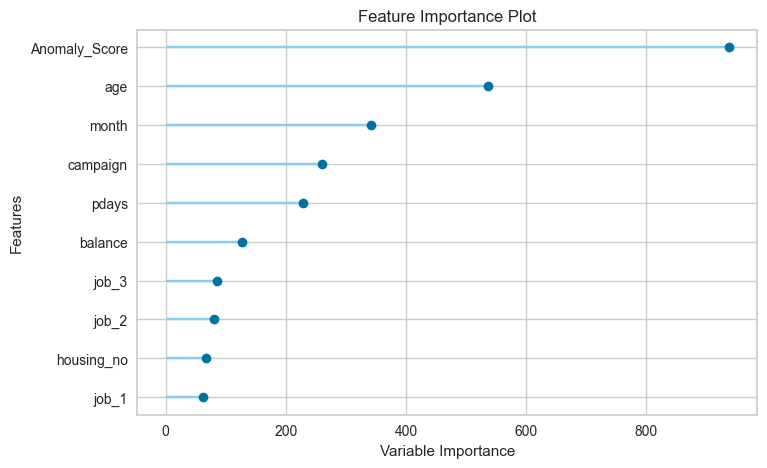 Feature Importance Plot
Anomaly_Score
age
month
campaign
pdays
balance
job_3
job_2
housing_no
job_1
Features
0 200 400 600 800
Variable Importance